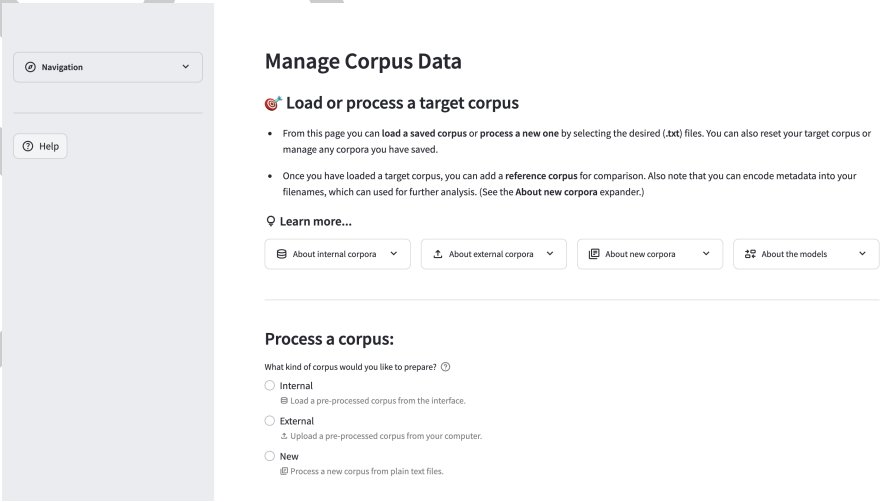 Navigation
Help
Manage Corpus Data
Load or process a target corpus
From this page you can load a saved corpus or process a new one by selecting the desired (.txt) files. You can also reset your target corpus or
manage any corpora you have saved.
Once you have loaded a target corpus, you can add a reference corpus for comparison. Also note that you can encode metadata into your
filenames, which can used for further analysis. (See the About new corpora expander.)
Learn more...
About internal corpora
About external corpora
About new corpora
About the models
Process a corpus:
What kind of corpus would you like to prepare?
Internal
Load a pre-processed corpus from the interface.
External
Upload a pre-processed corpus from your computer.
New
Process a new corpus from plain text files.